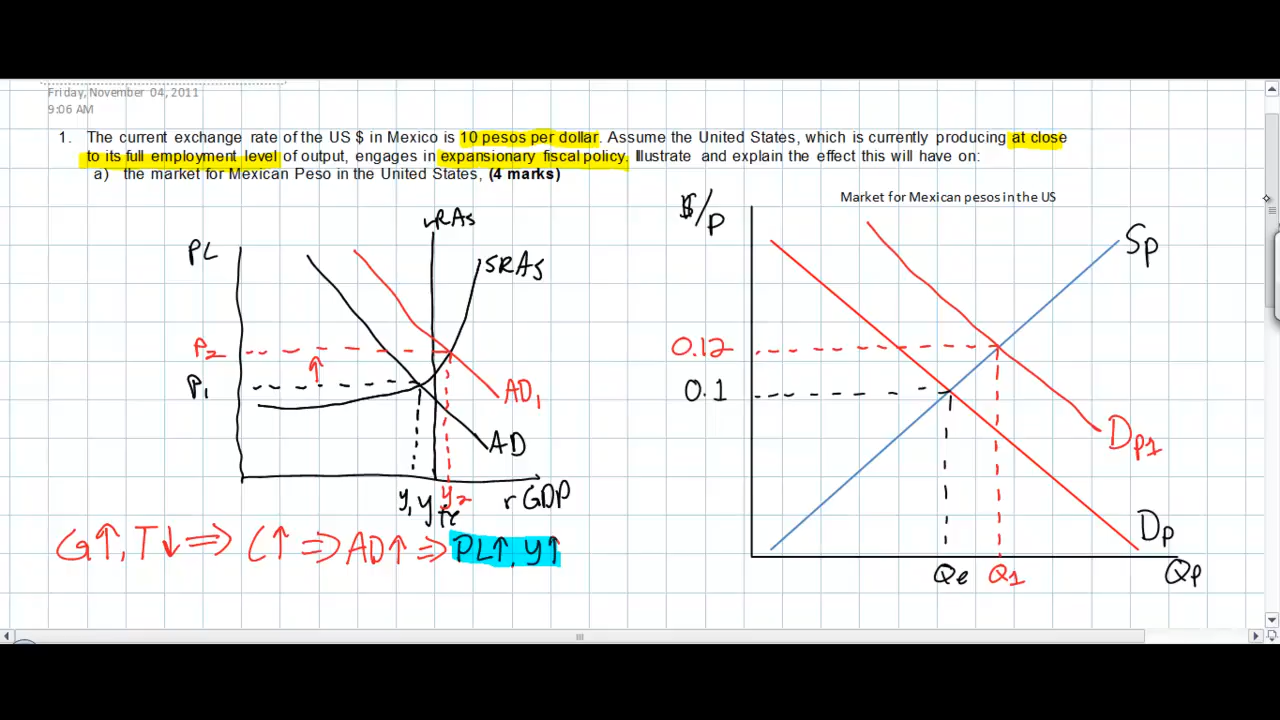 Friday, November 04, 2011
9:06 AM
1. The current exchange rate of the US $ in Mexico is 10 pesos per dollar. Assume the United States, which is currently producing at close
to its full employment level of output, engages in expansionary fiscal policy. Illustrate and explain the effect this will have on:
a) the market for Mexican Peso in the United States, (4 marks)
Market for Mexican pesos in the US
LRAS
SRAS
PL
P2
P1
AD1
AD
y1 yfe y2 rGDP
G↑, T↓ ⇒ C↑ ⇒ AD↑ ⇒ PL↑, Y↑
$/P
Sp
0.12
0.1
Dp1
Dp
Qe Q1 Qp